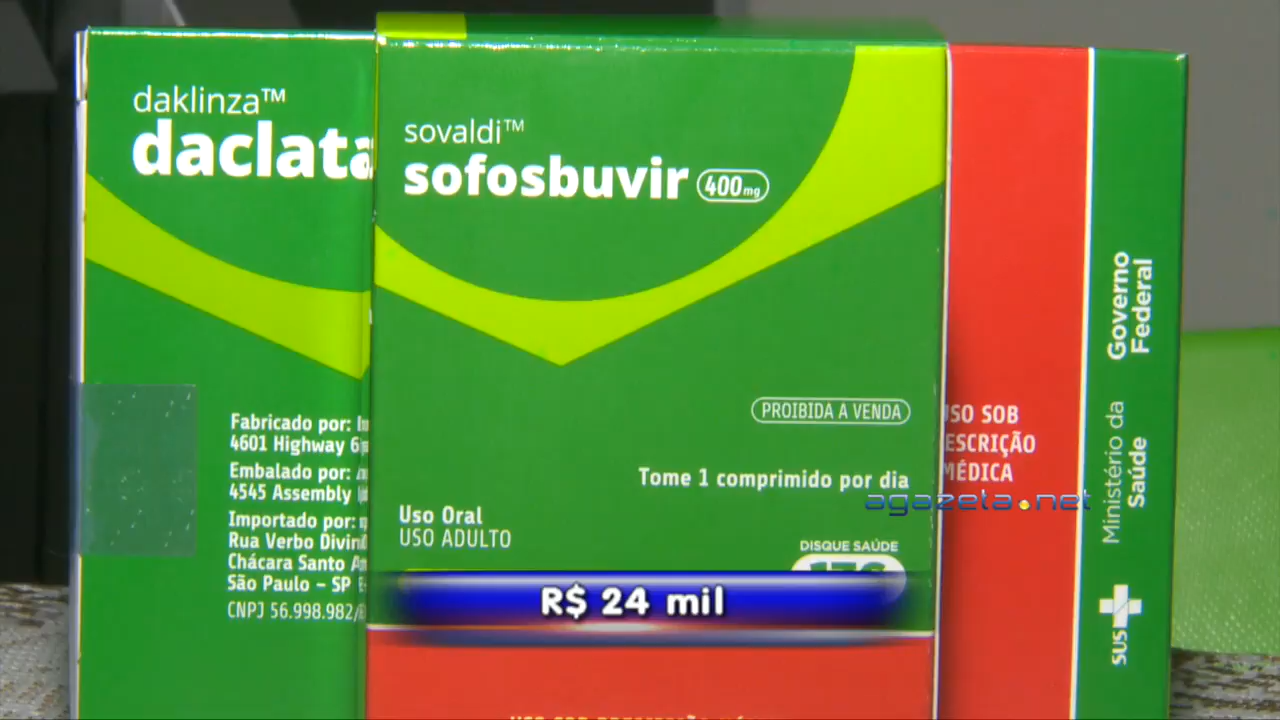 daklinza™
daclata
sovaldi™
sofosbuvir 400mg
PROIBIDA A VENDA
Tome 1 comprimido por dia
Uso Oral
USO ADULTO
DISQUE SAÚDE
Fabricado por:
4601 Highway
Embalado por:
4545 Assembly
Importado por:
Rua Verbo Divin
Chácara Santo
São Paulo – SP
CNPJ 56.998.982/
R$ 24 mil
USO SOB
ESCRIÇÃO
MÉDICA
agazeta.net
Governo
Federal
Ministério da
Saúde
SUS